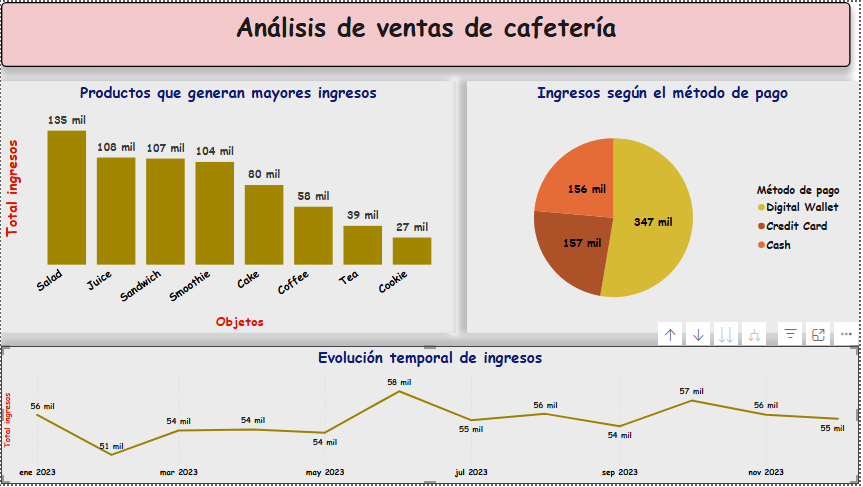 Análisis de ventas de cafetería
Productos que generan mayores ingresos
135 mil
108 mil
107 mil
104 mil
80 mil
58 mil
39 mil
27 mil
Total ingresos
Salad
Juice
Sandwich
Smoothie
Cake
Coffee
Tea
Cookie
Objetos
Ingresos según el método de pago
156 mil
347 mil
157 mil
Método de pago
Digital Wallet
Credit Card
Cash
Evolución temporal de ingresos
Total ingresos
56 mil
51 mil
54 mil
54 mil
54 mil
58 mil
55 mil
56 mil
54 mil
57 mil
56 mil
55 mil
ene 2023
mar 2023
may 2023
jul 2023
sep 2023
nov 2023